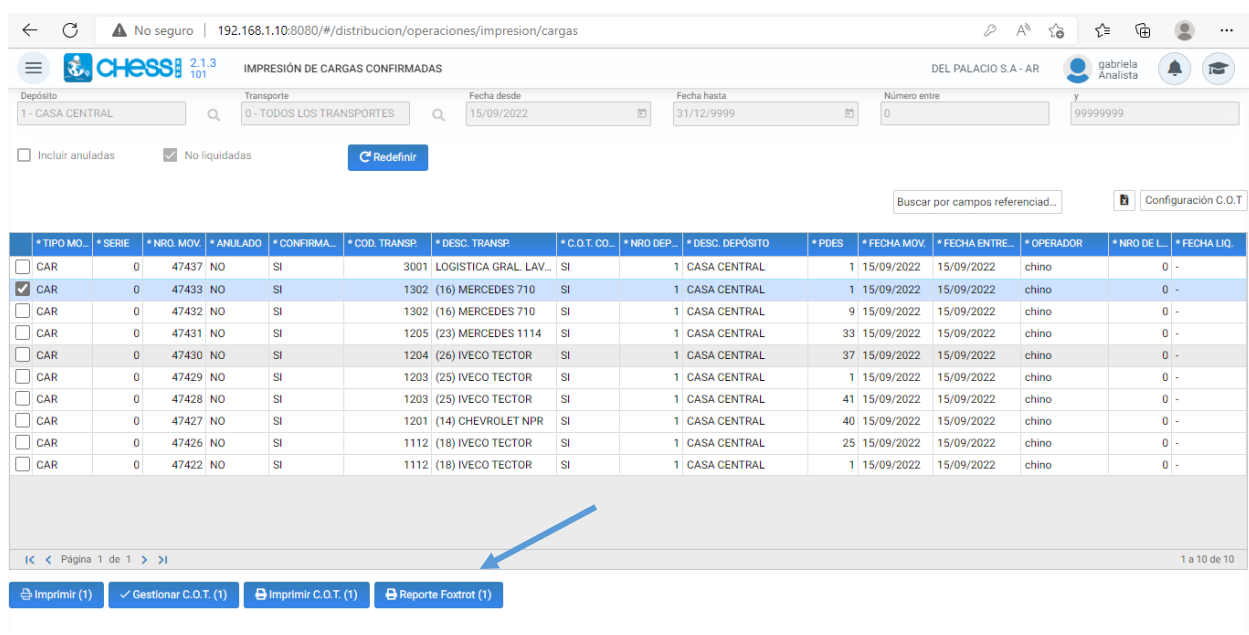 No seguro | 192.168.1.10:8080/#/distribucion/operaciones/impresion/cargas
CHESS 2.1.3 101 IMPRESIÓN DE CARGAS CONFIRMADAS DEL PALACIO S.A - AR gabriela Analista
Depósito Transporte Fecha desde Fecha hasta Número entre y
1 - CASA CENTRAL 0 - TODOS LOS TRANSPORTES 15/09/2022 31/12/9999 0 99999999
Incluir anuladas No liquidadas Redefinir
Buscar por campos referenciad... Configuración C.O.T
* TIPO MO... * SERIE * NRO. MOV. * ANULADO * CONFIRMA... * COD. TRANSP. * DESC. TRANSP. * C.O.T. CO... * NRO DEP... * DESC. DEPÓSITO * PDES * FECHA MOV. * FECHA ENTRE... * OPERADOR * NRO DE L... * FECHA LIQ.
CAR 0 47437 NO SI 3001 LOGISTICA GRAL. LAV... SI 1 CASA CENTRAL 1 15/09/2022 15/09/2022 chino 0 -
CAR 0 47433 NO SI 1302 (16) MERCEDES 710 SI 1 CASA CENTRAL 1 15/09/2022 15/09/2022 chino 0 -
CAR 0 47432 NO SI 1302 (16) MERCEDES 710 SI 1 CASA CENTRAL 9 15/09/2022 15/09/2022 chino 0 -
CAR 0 47431 NO SI 1205 (23) MERCEDES 1114 SI 1 CASA CENTRAL 33 15/09/2022 15/09/2022 chino 0 -
CAR 0 47430 NO SI 1204 (26) IVECO TECTOR SI 1 CASA CENTRAL 37 15/09/2022 15/09/2022 chino 0 -
CAR 0 47429 NO SI 1203 (25) IVECO TECTOR SI 1 CASA CENTRAL 1 15/09/2022 15/09/2022 chino 0 -
CAR 0 47428 NO SI 1203 (25) IVECO TECTOR SI 1 CASA CENTRAL 41 15/09/2022 15/09/2022 chino 0 -
CAR 0 47427 NO SI 1201 (14) CHEVROLET NPR SI 1 CASA CENTRAL 40 15/09/2022 15/09/2022 chino 0 -
CAR 0 47426 NO SI 1112 (18) IVECO TECTOR SI 1 CASA CENTRAL 25 15/09/2022 15/09/2022 chino 0 -
CAR 0 47422 NO SI 1112 (18) IVECO TECTOR SI 1 CASA CENTRAL 1 15/09/2022 15/09/2022 chino 0 -
Página 1 de 1 1 a 10 de 10
Imprimir (1) Gestionar C.O.T. (1) Imprimir C.O.T. (1) Reporte Foxtrot (1)